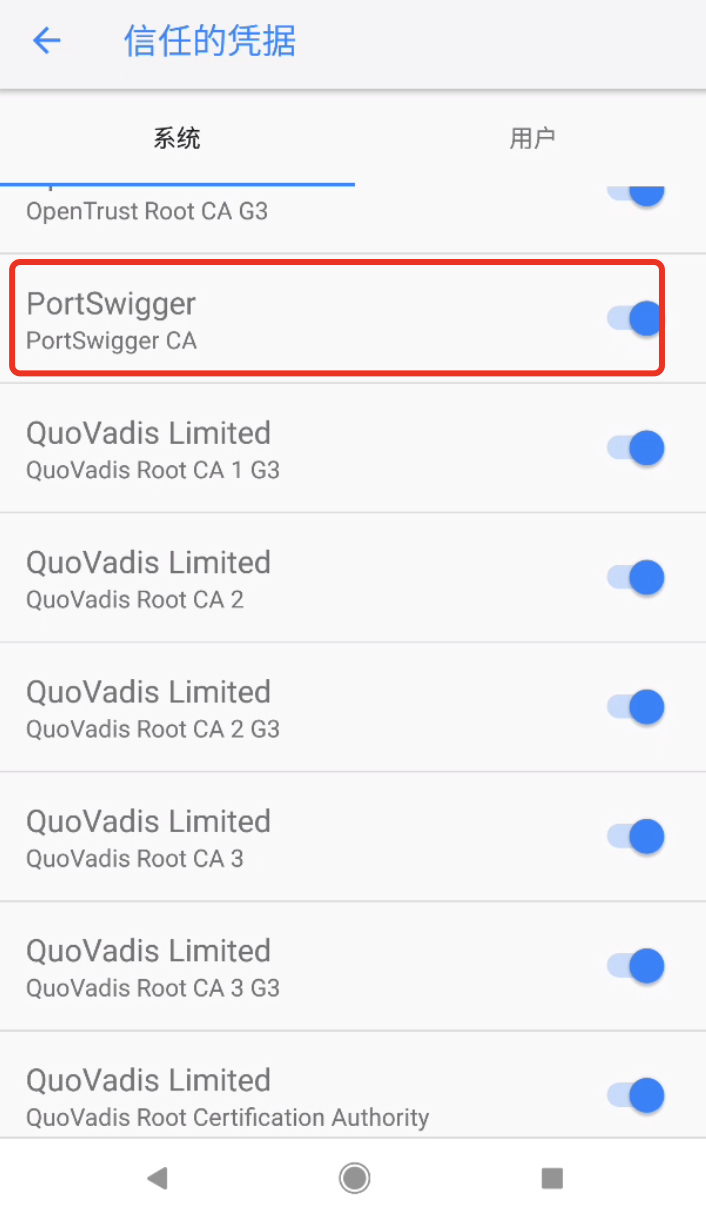 信任的凭据
系统
用户
OpenTrust Root CA G3
PortSwigger
PortSwigger CA
QuoVadis Limited
QuoVadis Root CA 1 G3
QuoVadis Limited
QuoVadis Root CA 2
QuoVadis Limited
QuoVadis Root CA 2 G3
QuoVadis Limited
QuoVadis Root CA 3
QuoVadis Limited
QuoVadis Root CA 3 G3
QuoVadis Limited
QuoVadis Root Certification Authority